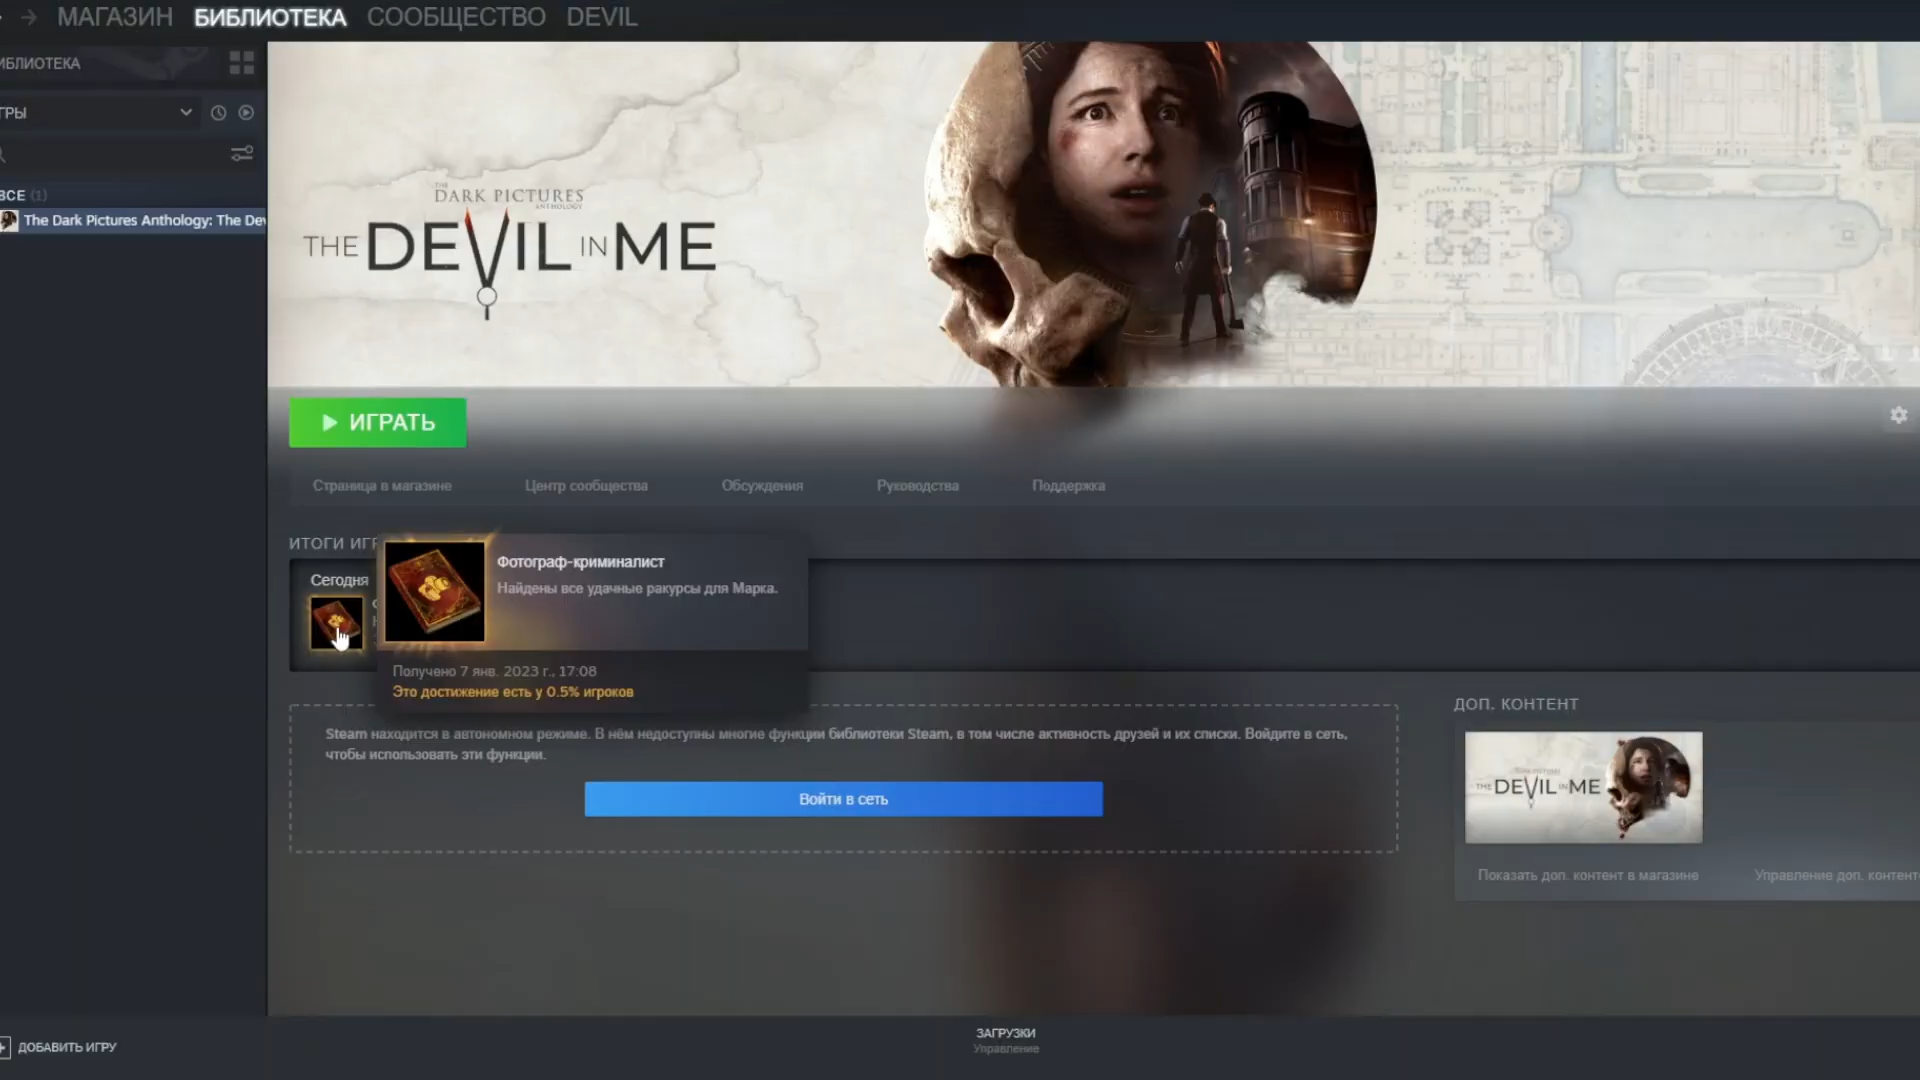 МАГАЗИН БИБЛИОТЕКА СООБЩЕСТВО DEVIL
ИБЛИОТЕКА
ГРЫ
ВСЕ (1)
The Dark Pictures Anthology: The Dev
THE
DARK PICTURES
ANTHOLOGY
THE DEVIL IN ME
ИГРАТЬ
Страница в магазине
Центр сообщества
Обсуждения
Руководства
Поддержка
ИТОГИ ИГР
Сегодня
Фотограф-криминалист
Найдены все удачные ракурсы для Марка.
Получено 7 янв. 2023 г., 17:08
Это достижение есть у 0.5% игроков
Steam находится в автономном режиме. В нём недоступны многие функции библиотеки Steam, в том числе активность друзей и их списки. Войдите в сеть,
чтобы использовать эти функции.
Войти в сеть
ДОП. КОНТЕНТ
THE DEVIL IN ME
Показать доп. контент в магазине
Управление доп. контент
ДОБАВИТЬ ИГРУ
ЗАГРУЗКИ
Управление